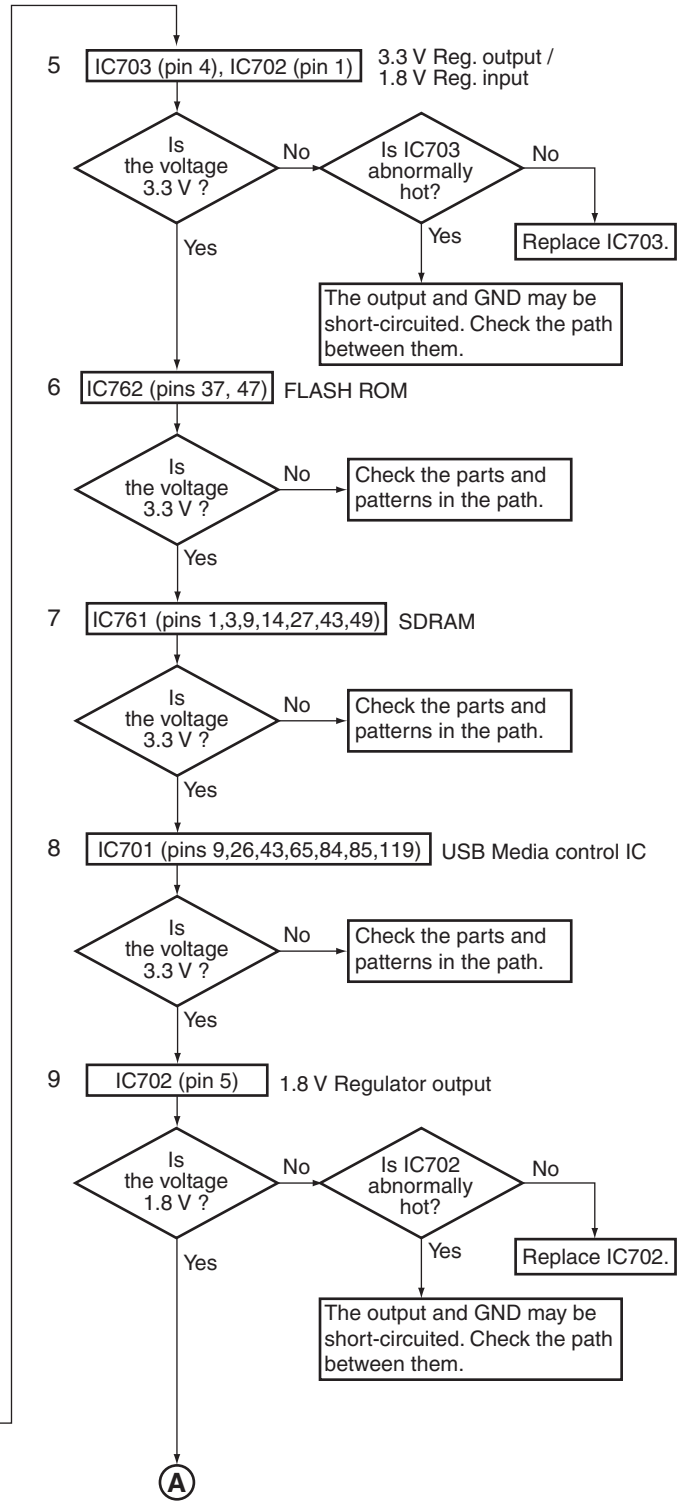 5
IC703 (pin 4), IC702 (pin 1)
3.3 V Reg. output /
1.8 V Reg. input
Is
the voltage
3.3 V ?
No
Is IC703
abnormally
hot?
No
Replace IC703.
Yes
Yes
The output and GND may be
short-circuited. Check the path
between them.
6
IC762 (pins 37, 47)
FLASH ROM
Is
the voltage
3.3 V ?
No
Check the parts and
patterns in the path.
Yes
7
IC761 (pins 1,3,9,14,27,43,49)
SDRAM
Is
the voltage
3.3 V ?
No
Check the parts and
patterns in the path.
Yes
8
IC701 (pins 9,26,43,65,84,85,119)
USB Media control IC
Is
the voltage
3.3 V ?
No
Check the parts and
patterns in the path.
Yes
9
IC702 (pin 5)
1.8 V Regulator output
Is
the voltage
1.8 V ?
No
Is IC702
abnormally
hot?
No
Replace IC702.
Yes
Yes
The output and GND may be
short-circuited. Check the path
between them.
A